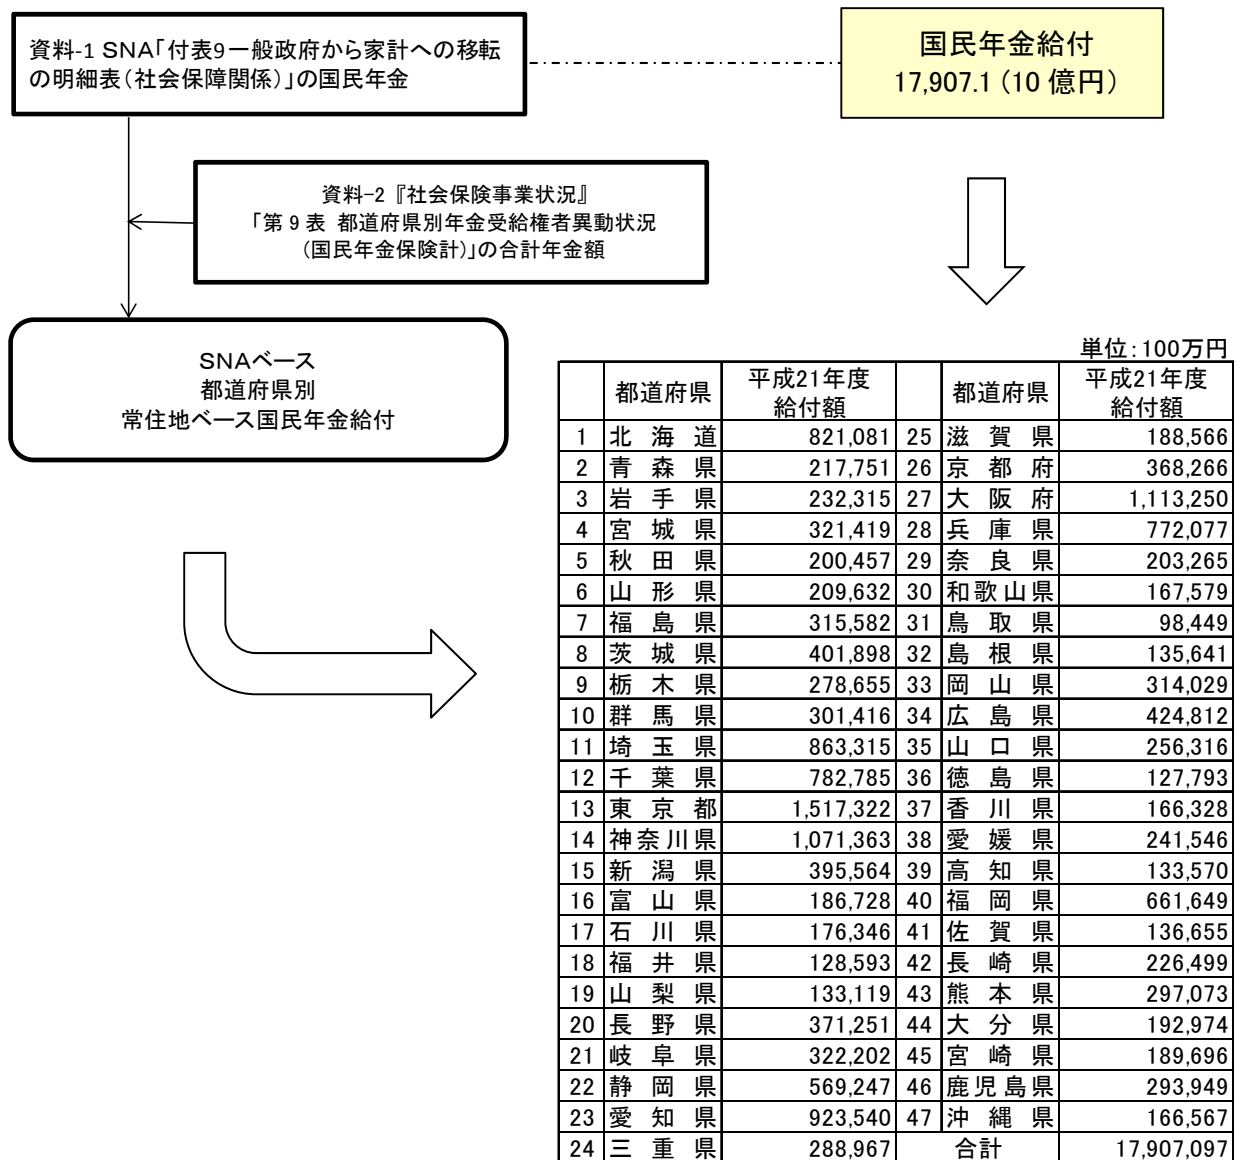 資料-1 SNA「付表9一般政府から家計への移転
の明細表(社会保障関係)」の国民年金
国民年金給付
17,907.1（10 億円）
資料-2『社会保険事業状況』
「第 9 表 都道府県別年金受給権者異動状況
(国民年金保険計)」の合計年金額
SNAベース
都道府県別
常住地ベース国民年金給付
単位：100万円
都道府県 平成21年度給付額 都道府県 平成21年度給付額
1 北海道 821,081 25 滋賀県 188,566
2 青森県 217,751 26 京都府 368,266
3 岩手県 232,315 27 大阪府 1,113,250
4 宮城県 321,419 28 兵庫県 772,077
5 秋田県 200,457 29 奈良県 203,265
6 山形県 209,632 30 和歌山県 167,579
7 福島県 315,582 31 鳥取県 98,449
8 茨城県 401,898 32 島根県 135,641
9 栃木県 278,655 33 岡山県 314,029
10 群馬県 301,416 34 広島県 424,812
11 埼玉県 863,315 35 山口県 256,316
12 千葉県 782,785 36 徳島県 127,793
13 東京都 1,517,322 37 香川県 166,328
14 神奈川県 1,071,363 38 愛媛県 241,546
15 新潟県 395,564 39 高知県 133,570
16 富山県 186,728 40 福岡県 661,649
17 石川県 176,346 41 佐賀県 136,655
18 福井県 128,593 42 長崎県 226,499
19 山梨県 133,119 43 熊本県 297,073
20 長野県 371,251 44 大分県 192,974
21 岐阜県 322,202 45 宮崎県 189,696
22 静岡県 569,247 46 鹿児島県 293,949
23 愛知県 923,540 47 沖縄県 166,567
24 三重県 288,967 合計 17,907,097